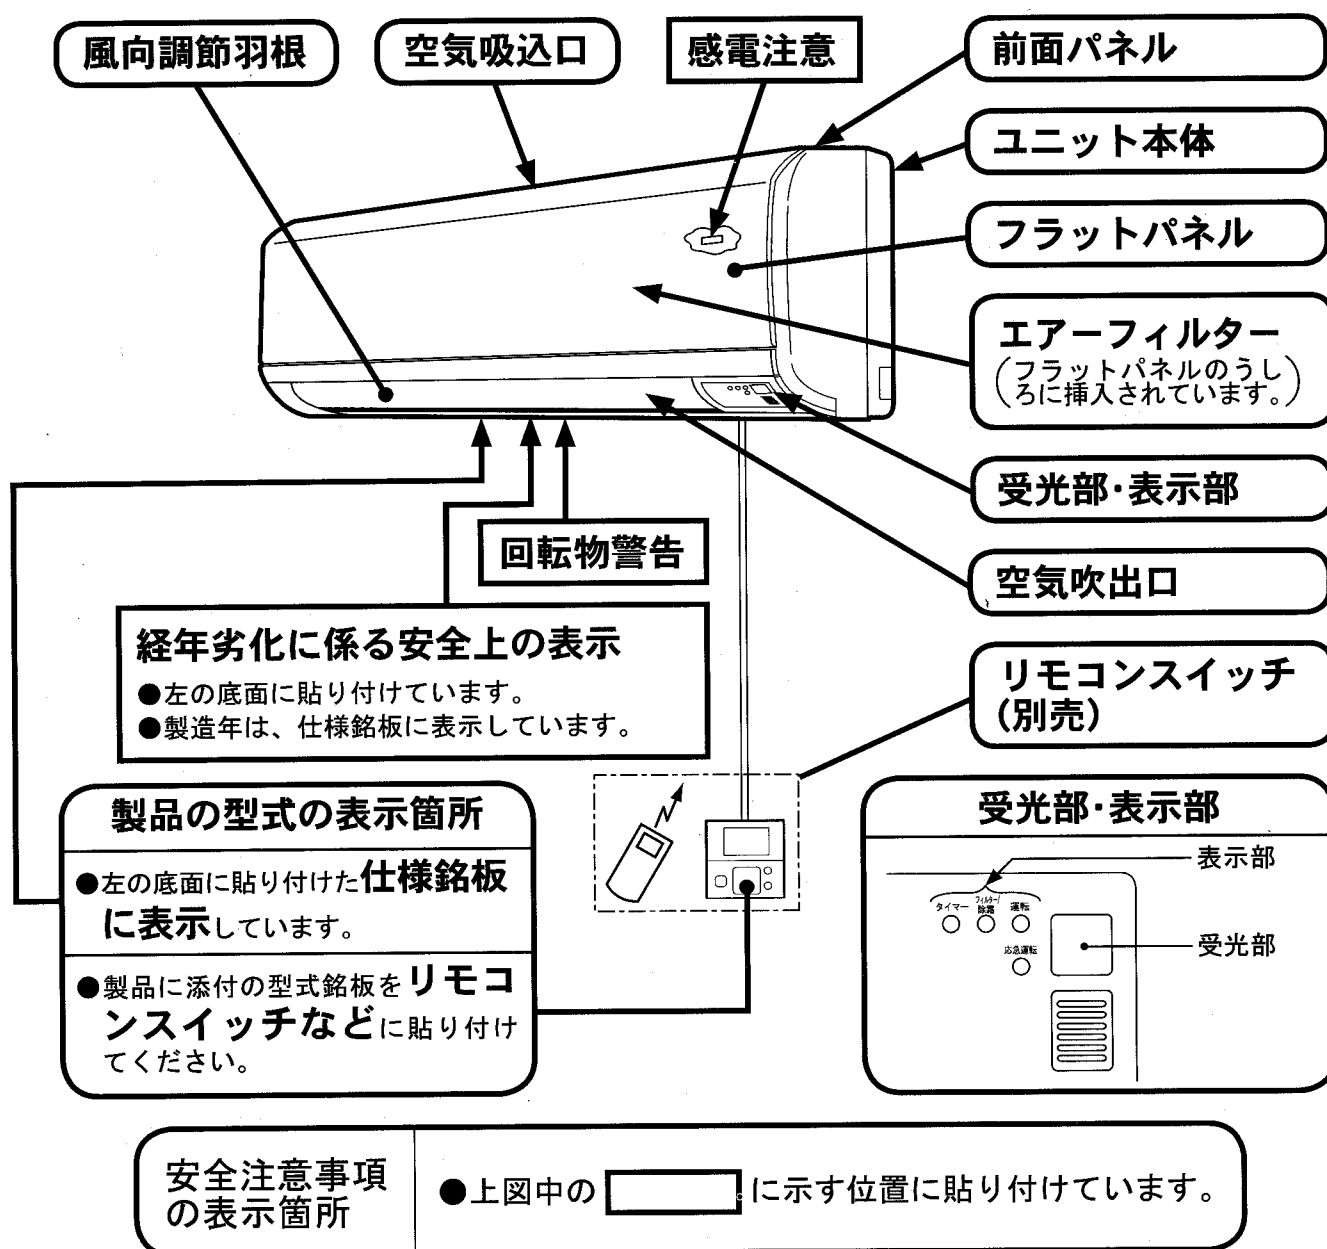 風向調節羽根
空気吸込口
感電注意
前面パネル
ユニット本体
フラットパネル
エアーフィルター
(フラットパネルのうし
ろに挿入されています。)
受光部・表示部
空気吹出口
回転物警告
経年劣化に係る安全上の表示
●左の底面に貼り付けています。
●製造年は、仕様銘板に表示しています。
リモコンスイッチ
(別売)
製品の型式の表示箇所
●左の底面に貼り付けた仕様銘板
に表示しています。
●製品に添付の型式銘板をリモコ
ンスイッチなどに貼り付け
てください。
受光部・表示部
表示部
タイマー
フィルター/
除霜
運転
応急運転
受光部
安全注意事項
の表示箇所
●上図中の に示す位置に貼り付けています。